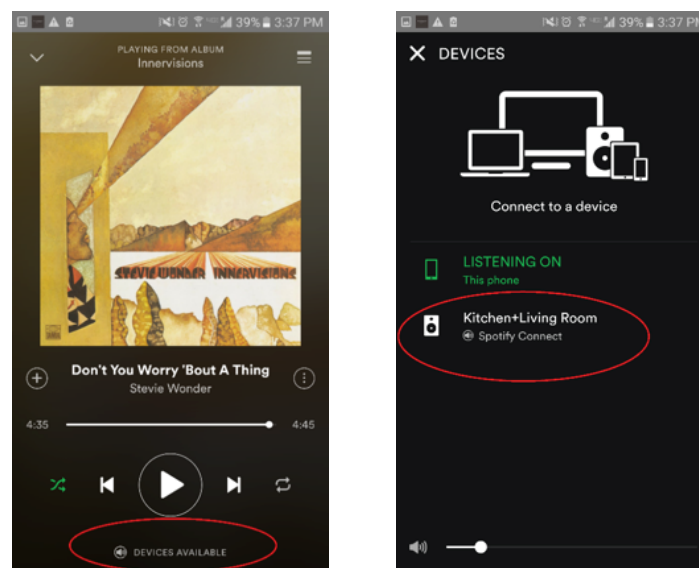 39% 3:37 PM
PLAYING FROM ALBUM
Innervisions
STEVIE WONDER INNERVISIONS
Don't You Worry 'Bout A Thing
Stevie Wonder
4:35
4:45
DEVICES AVAILABLE
39% 3:37 PM
DEVICES
Connect to a device
LISTENING ON
This phone
Kitchen+Living Room
Spotify Connect